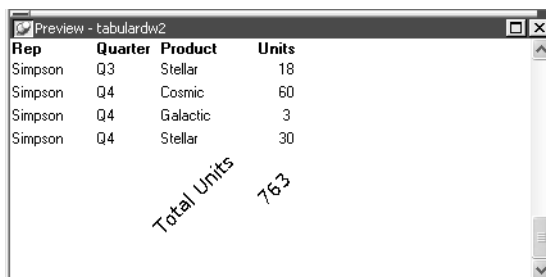 Preview - tabulardw2
Rep Quarter Product Units
Simpson Q3 Stellar 18
Simpson Q4 Cosmic 60
Simpson Q4 Galactic 3
Simpson Q4 Stellar 30
Total Units 763